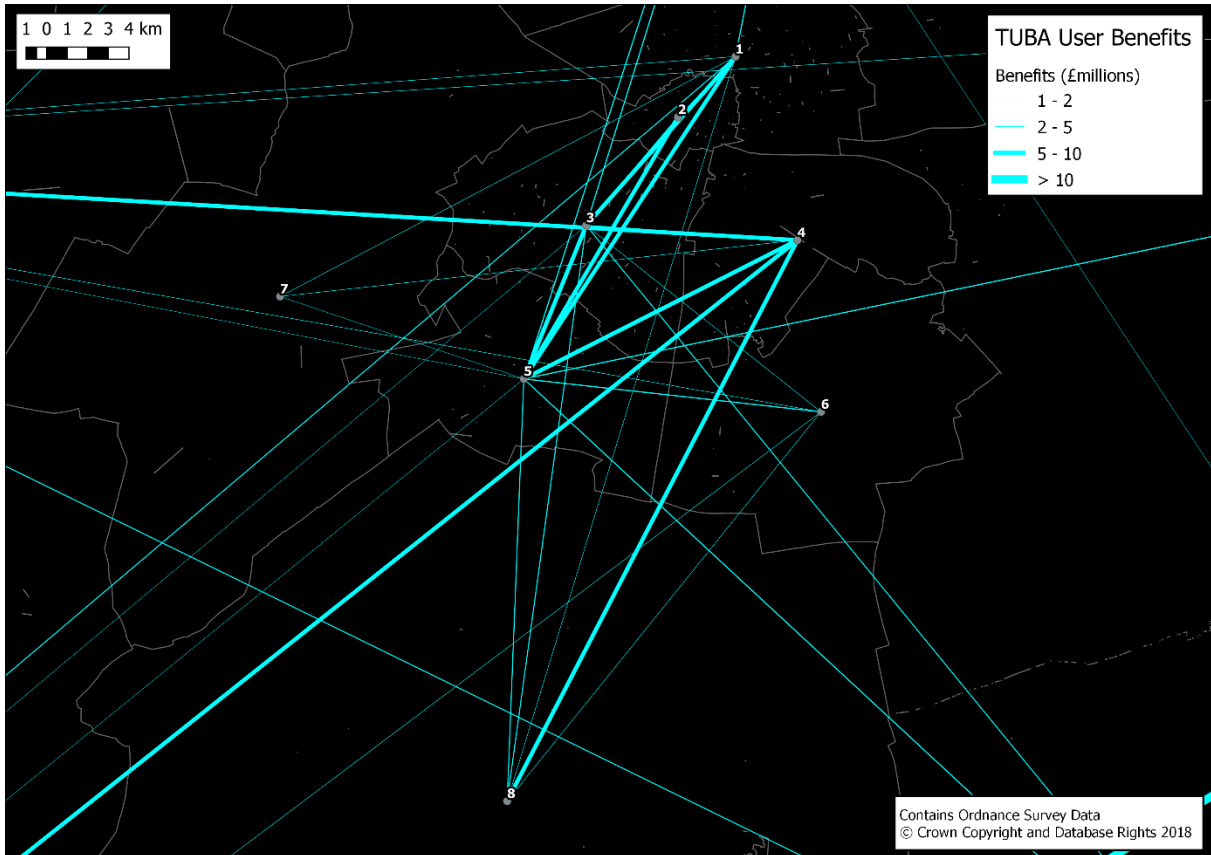 1 0 1 2 3 4 km
TUBA User Benefits
Benefits (£millions)
1 - 2
2 - 5
5 - 10
> 10
1
2
3
4
7
5
6
8
Contains Ordnance Survey Data
© Crown Copyright and Database Rights 2018